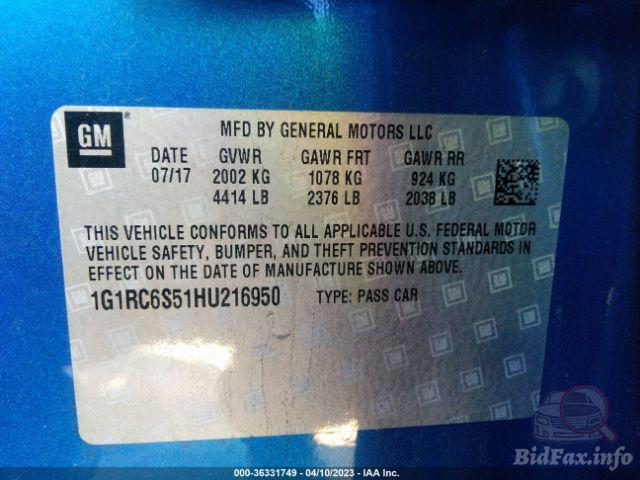 GM
MFD BY GENERAL MOTORS LLC
DATE GVWR GAWR FRT GAWR RR
07/17 2002 KG 1078 KG 924 KG
4414 LB 2376 LB 2038 LB
THIS VEHICLE CONFORMS TO ALL APPLICABLE U.S. FEDERAL MOTOR
VEHICLE SAFETY, BUMPER, AND THEFT PREVENTION STANDARDS IN
EFFECT ON THE DATE OF MANUFACTURE SHOWN ABOVE.
1G1RC6S51HU216950 TYPE: PASS CAR
BidFax.info
000-36331749 - 04/10/2023 - IAA Inc.